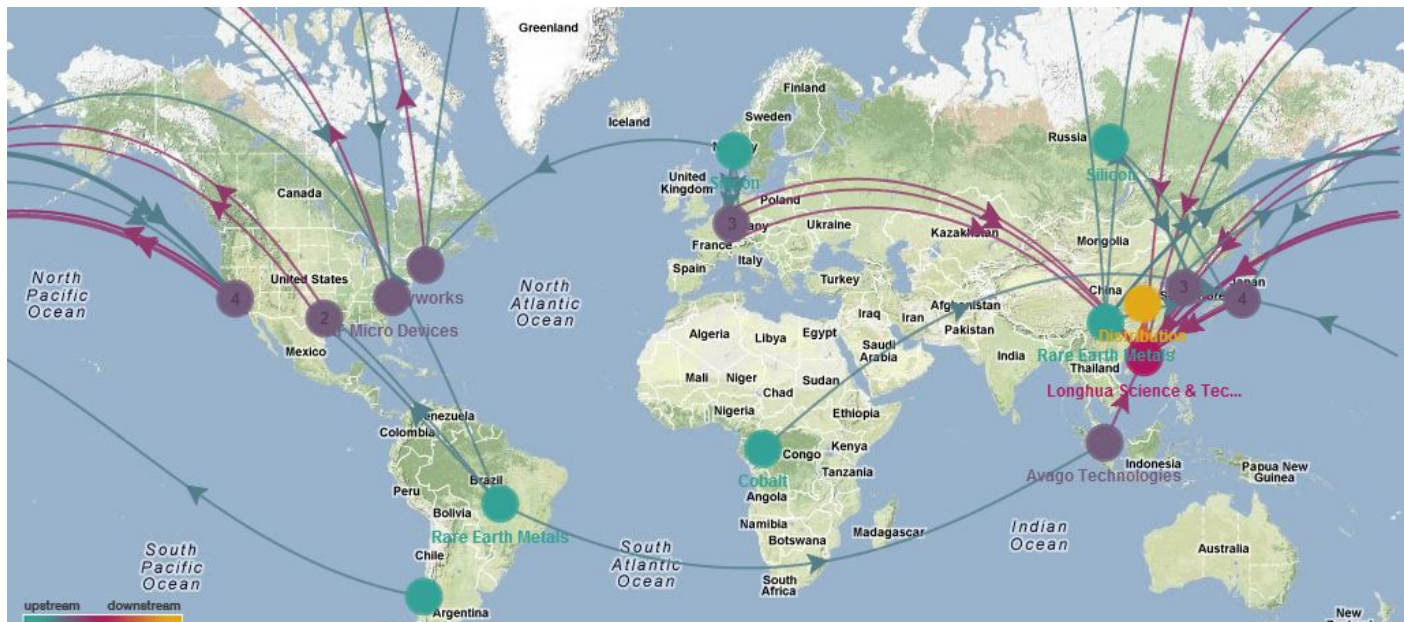 Greenland
Finland
Iceland
Sweden
Russia
Silicon
Silicon
United
Kingdom
Canada
Poland
3
any
Ukraine
France
Kazakhstan
Mongolia
Italy
Spain
Turkey
North
Pacific
Ocean
United States
North
Atlantic
Ocean
China
3
Japan
4
4
yworks
2
Micro Devices
Afghanistan
Iraq
Iran
Pakistan
Algeria
Libya
Egypt
Saudi
Arabia
Distribution
Rare Earth Metals
India
Thailand
Mexico
Mali
Niger
Sudan
Chad
Longhua Science & Tec...
Nigeria
Ethiopia
Venezuela
Colombia
Congo
Kenya
Tanzania
Indonesia
Papua New
Guinea
Avago Technologies
Cobalt
Angola
Brazil
Peru
Bolivia
Rare Earth Metals
Namibia
Botswana
Madagascar
Indian
Ocean
South
Pacific
Ocean
Chile
South
Atlantic
Ocean
Australia
South
Africa
Argentina
upstream downstream
New